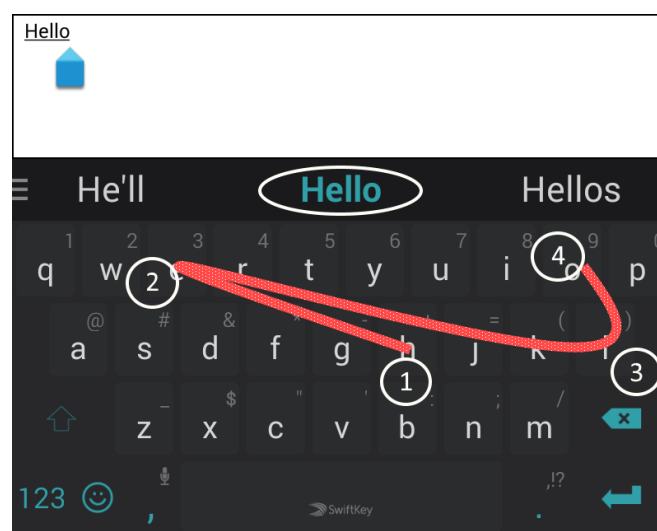 Hello
He'll Hello Hellos
1 2 3 4 5 6 7 8 9 0
q w e r t y u i o p
2 4
@ # & * - + = ( )
a s d f g h j k l
1 3
_ $ " ' : ; /
z x c v b n m
123 , SwiftKey ,!? .